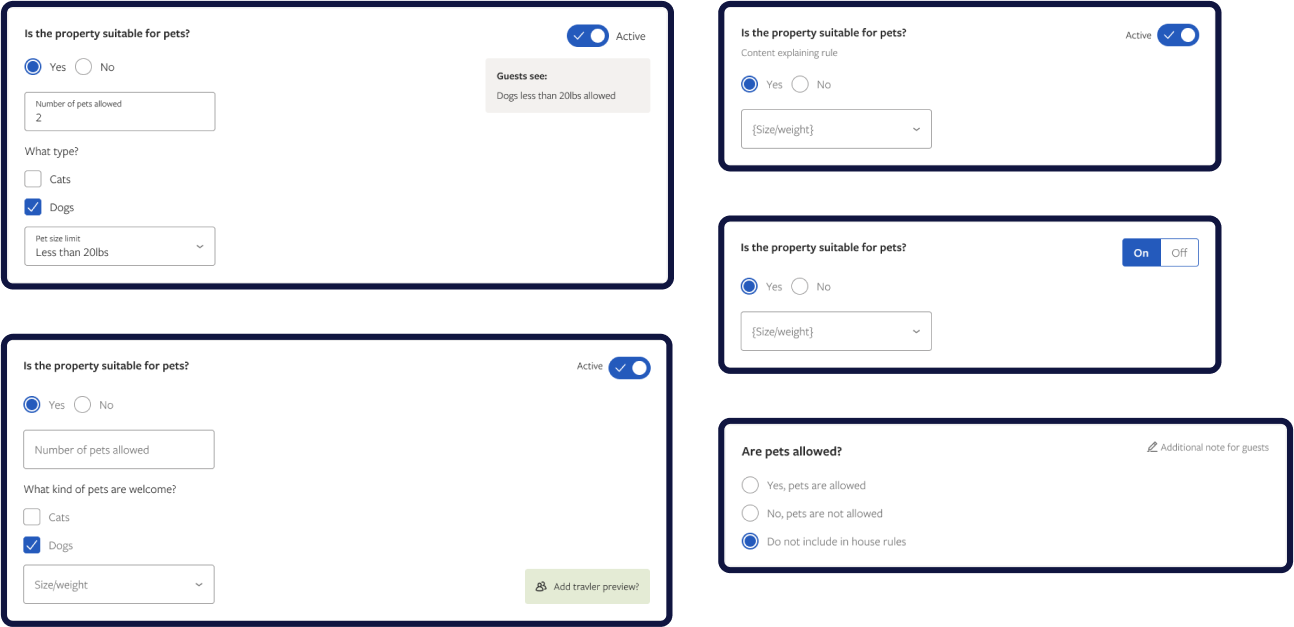 Is the property suitable for pets?
Active
Yes No
Guests see:
Dogs less than 20lbs allowed
Number of pets allowed
2
What type?
Cats
Dogs
Pet size limit
Less than 20lbs
Is the property suitable for pets?
Active
Yes No
Number of pets allowed
What kind of pets are welcome?
Cats
Dogs
Size/weight
Add travler preview?
Is the property suitable for pets?
Active
Content explaining rule
Yes No
{Size/weight}
Is the property suitable for pets?
On Off
Yes No
{Size/weight}
Are pets allowed?
Additional note for guests
Yes, pets are allowed
No, pets are not allowed
Do not include in house rules